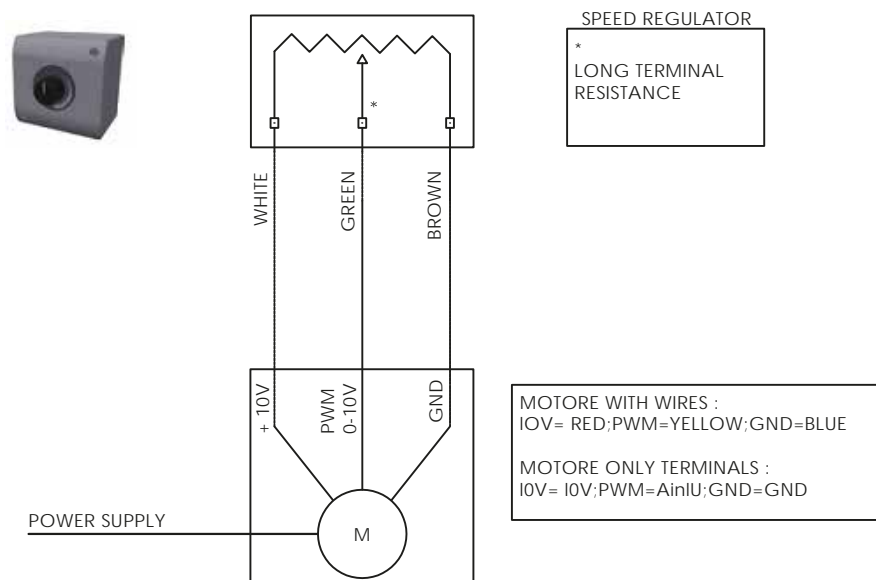 SPEED REGULATOR
*
LONG TERMINAL
RESISTANCE
*
WHITE
GREEN
BROWN
+ 10V
PWM
0-10V
GND
MOTORE WITH WIRES :
IOV= RED;PWM=YELLOW;GND=BLUE
MOTORE ONLY TERMINALS :
I0V= I0V;PWM=AinIU;GND=GND
POWER SUPPLY
M